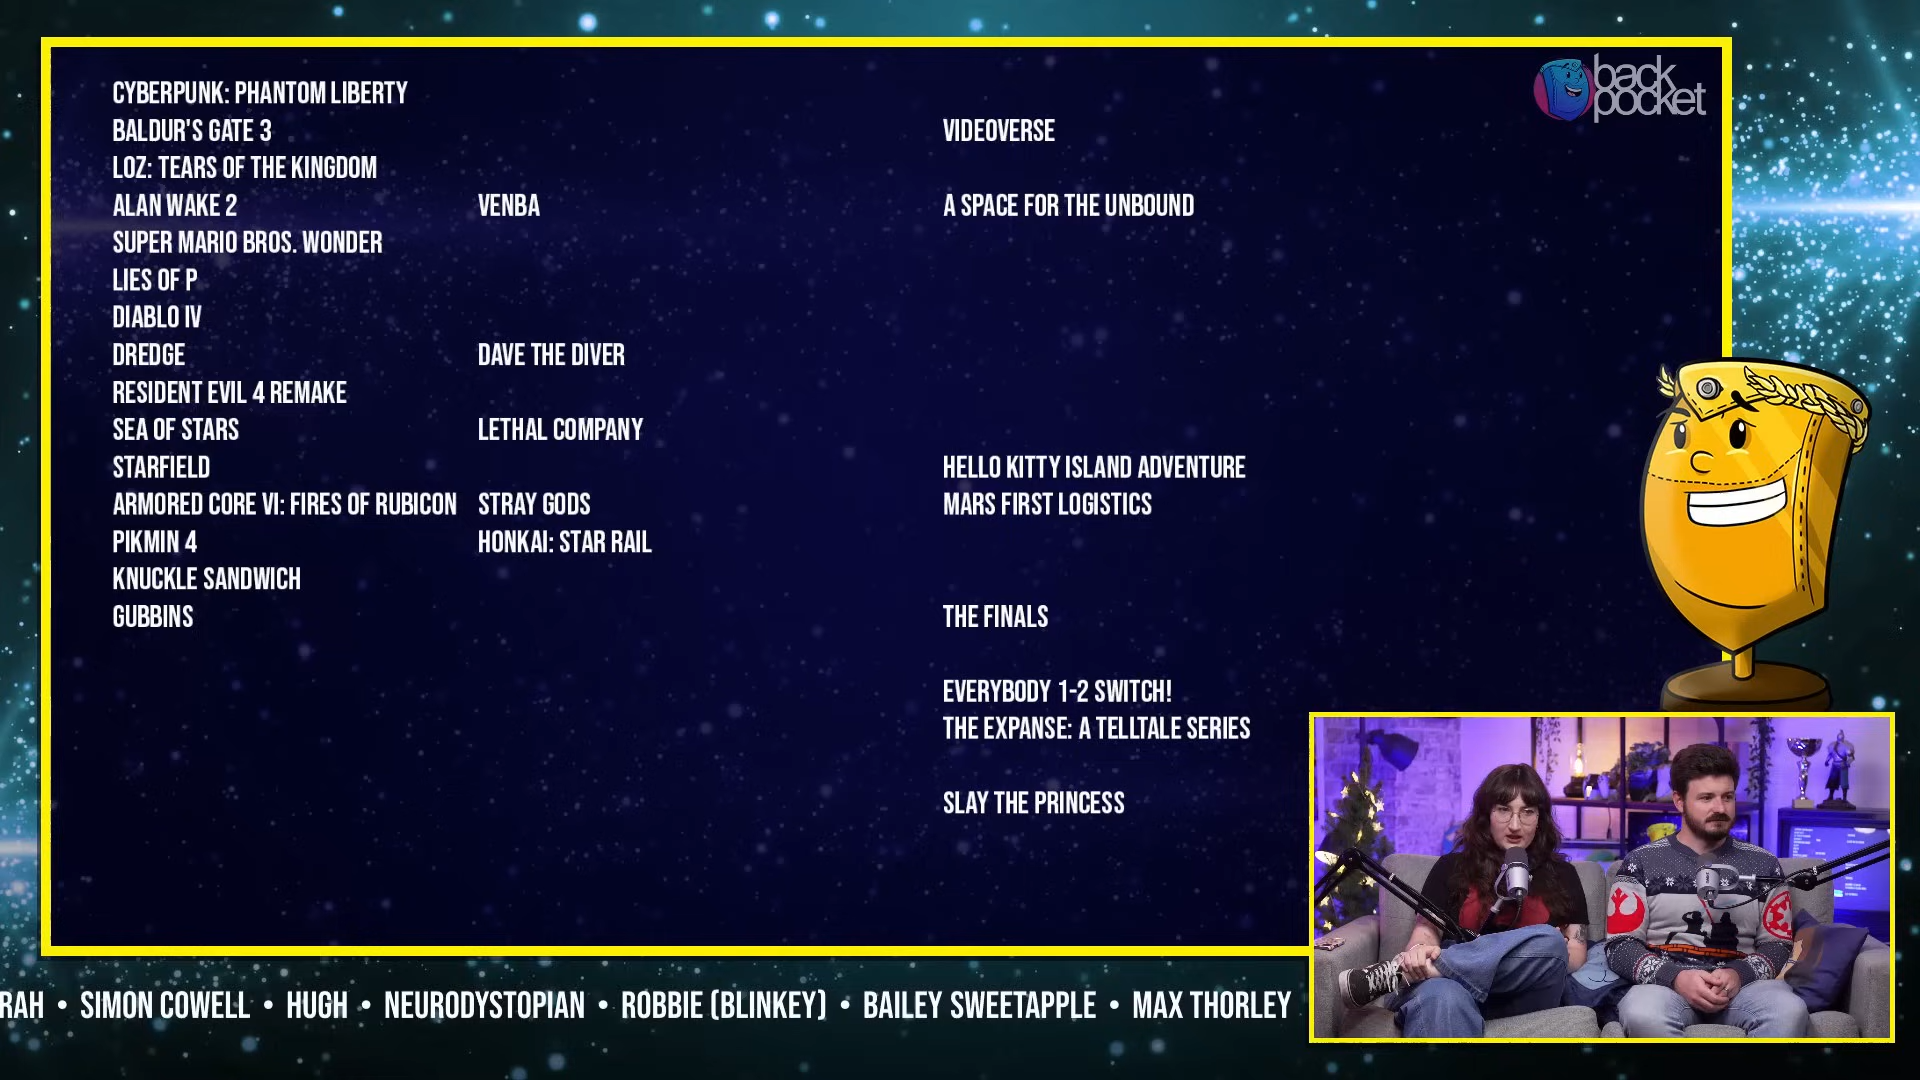 back
pocket
CYBERPUNK: PHANTOM LIBERTY
BALDUR'S GATE 3
LOZ: TEARS OF THE KINGDOM
ALAN WAKE 2
SUPER MARIO BROS. WONDER
LIES OF P
DIABLO IV
DREDGE
RESIDENT EVIL 4 REMAKE
SEA OF STARS
STARFIELD
ARMORED CORE VI: FIRES OF RUBICON
PIKMIN 4
KNUCKLE SANDWICH
GUBBINS
VENBA
DAVE THE DIVER
LETHAL COMPANY
STRAY GODS
HONKAI: STAR RAIL
VIDEOVERSE
A SPACE FOR THE UNBOUND
HELLO KITTY ISLAND ADVENTURE
MARS FIRST LOGISTICS
THE FINALS
EVERYBODY 1-2 SWITCH!
THE EXPANSE: A TELLTALE SERIES
SLAY THE PRINCESS
RAH • SIMON COWELL • HUGH • NEURODYSTOPIAN • ROBBIE (BLINKEY) • BAILEY SWEETAPPLE • MAX THORLEY